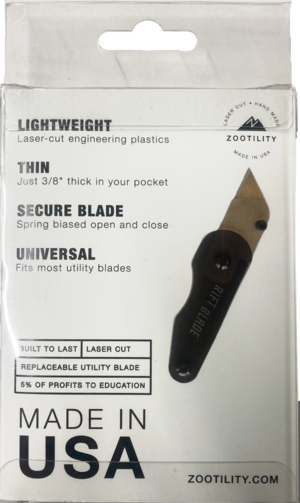 LIGHTWEIGHT
Laser-cut engineering plastics
LASER CUT • HAND MADE
ZOOTILITY
MADE IN USA
THIN
Just 3/8" thick in your pocket
SECURE BLADE
Spring biased open and close
UNIVERSAL
Fits most utility blades
RIFT BLADE
BUILT TO LAST
LASER CUT
REPLACEABLE UTILITY BLADE
5% OF PROFITS TO EDUCATION
MADE IN
USA
ZOOTILITY.COM